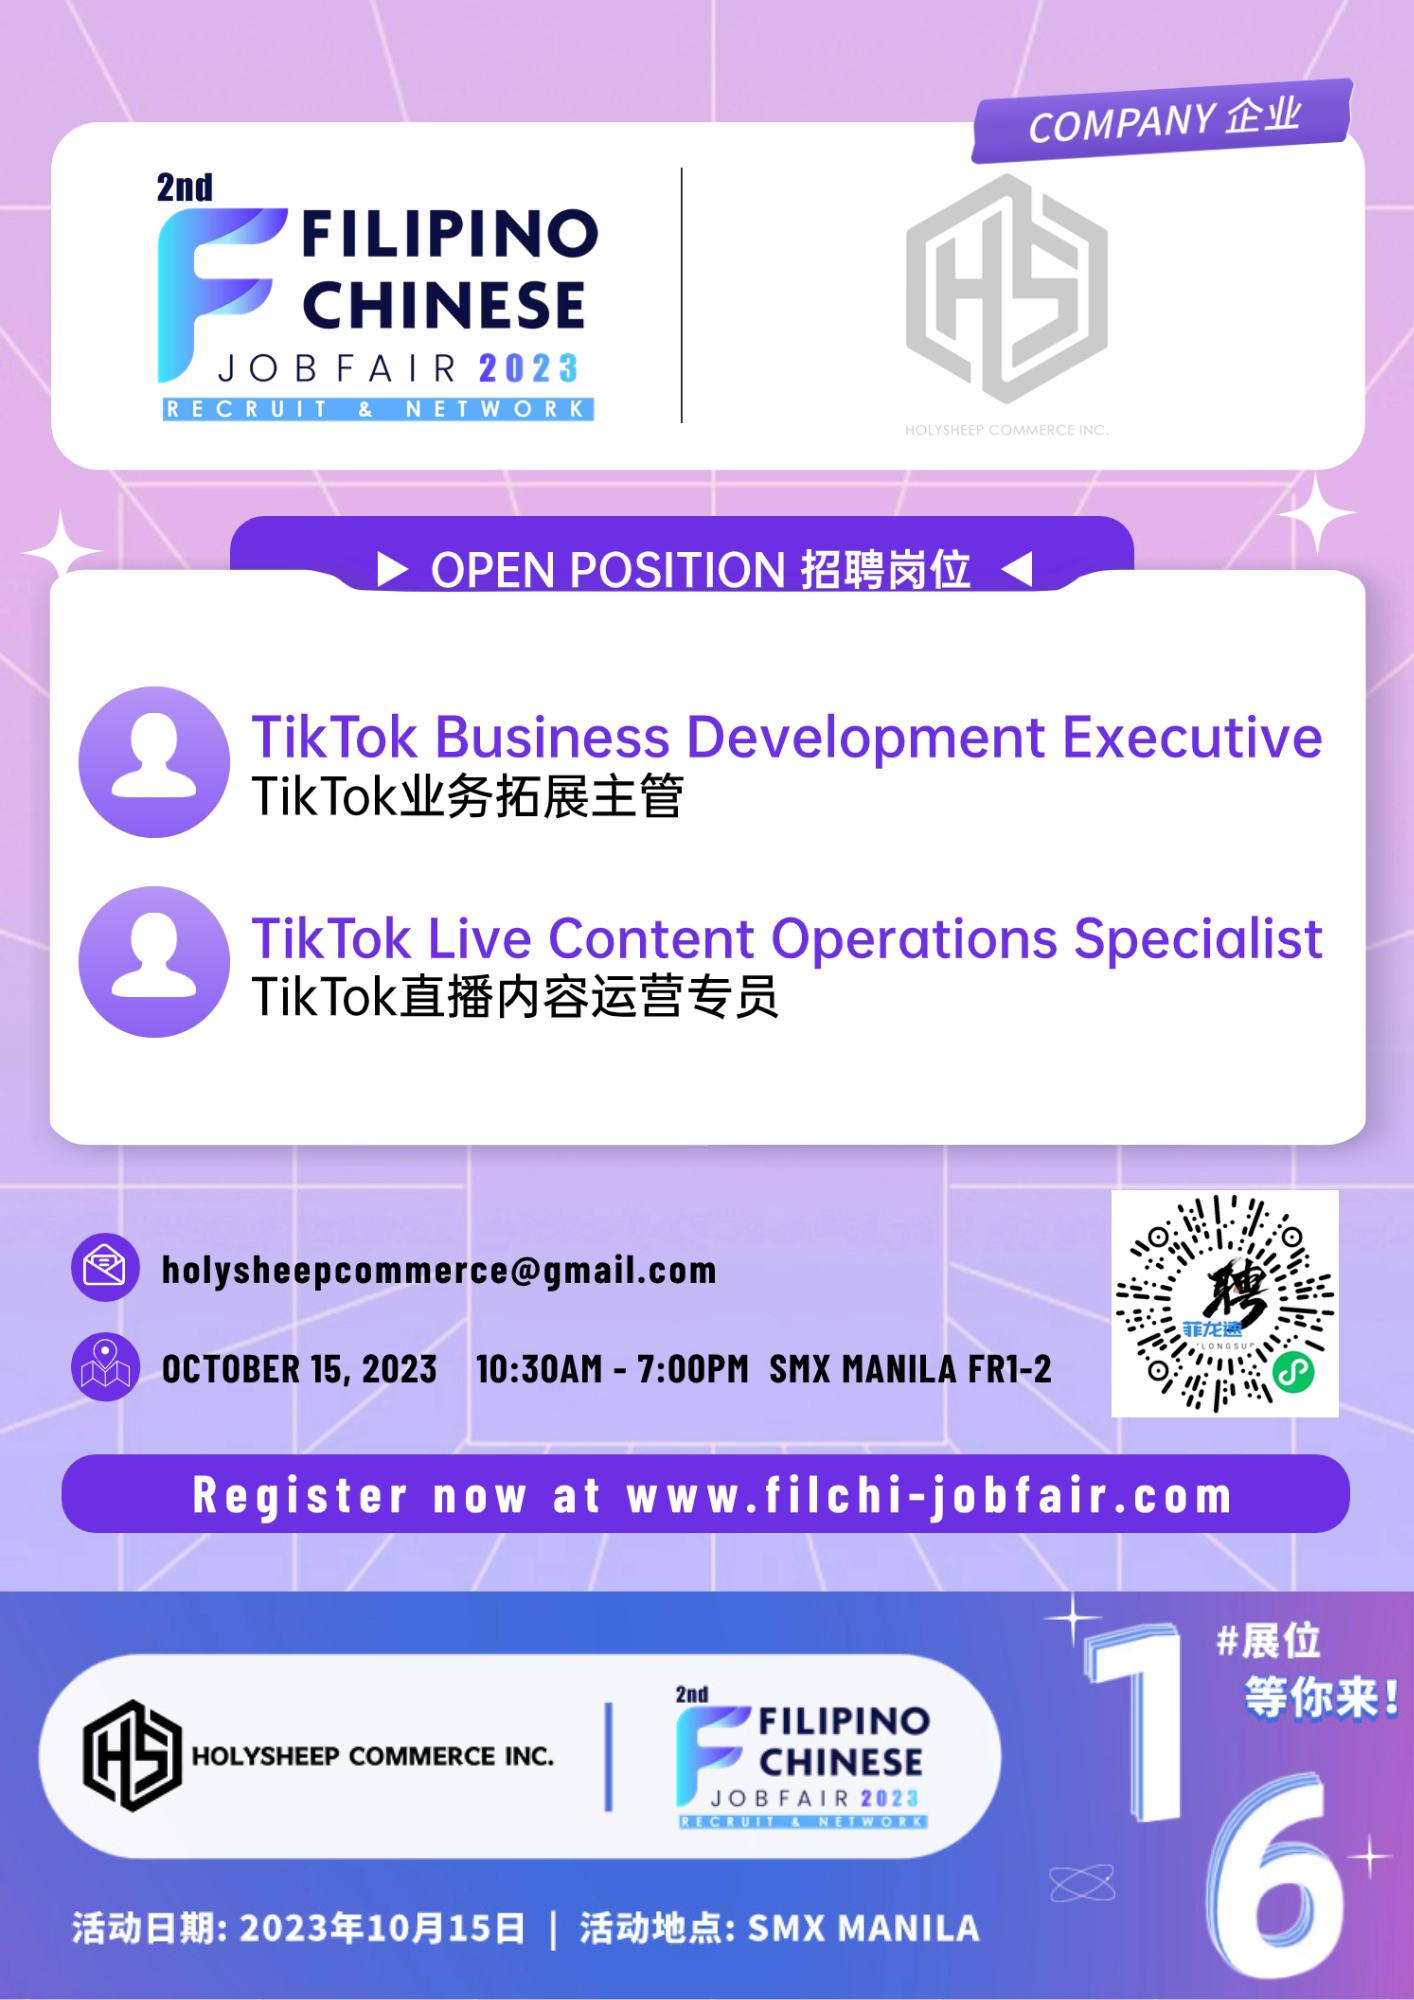 COMPANY 企业
2nd
FILIPINO
CHINESE
JOBFAIR 2023
RECRUIT & NETWORK
HS
HOLYSHEEP COMMERCE INC.
OPEN POSITION 招聘岗位
TikTok Business Development Executive
TikTok业务拓展主管
TikTok Live Content Operations Specialist
TikTok直播内容运营专员
holysheepcommerce@gmail.com
OCTOBER 15, 2023 10:30AM - 7:00PM SMX MANILA FR1-2
聘
菲龙速
Register now at www.filchi-jobfair.com
HS HOLYSHEEP COMMERCE INC.
2nd
FILIPINO
CHINESE
JOBFAIR 2023
RECRUIT & NETWORK
#展位
等你来!
16
活动日期: 2023年10月15日 | 活动地点: SMX MANILA